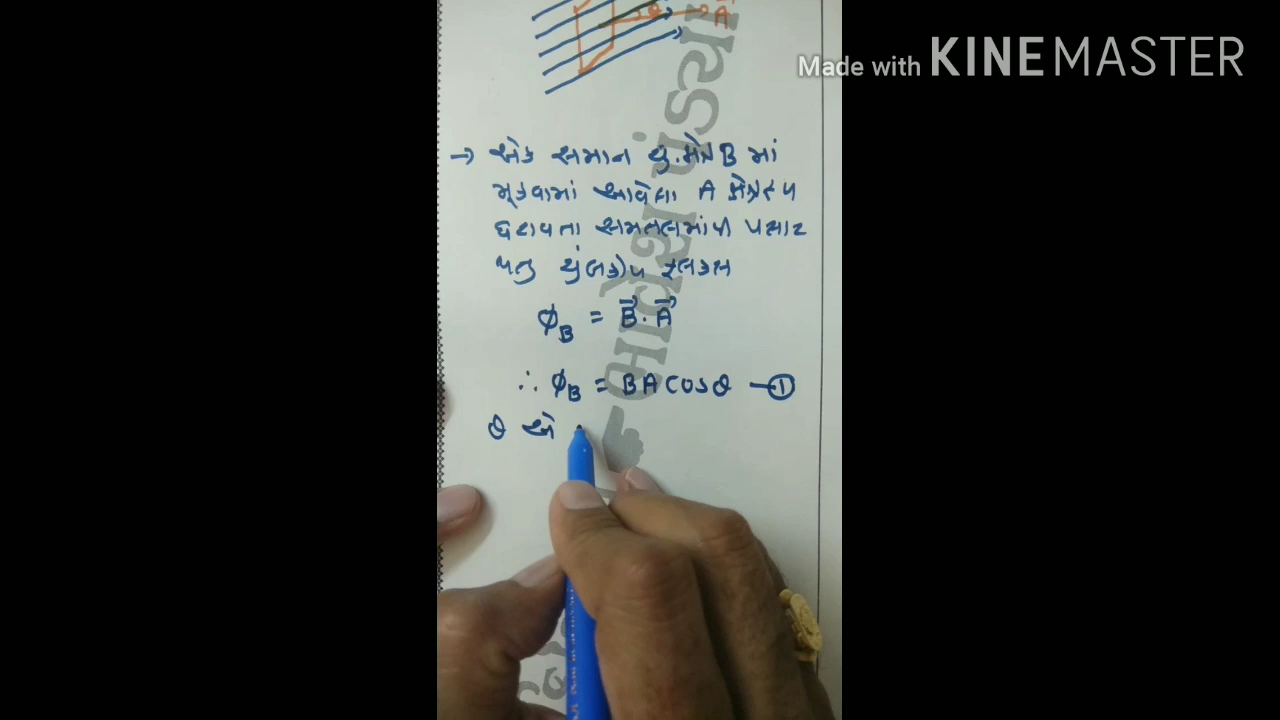 Made with KINEMASTER
θ A
→ એક સમાન ચુ.ક્ષેત્ર B માં
મૂકવામાં આવેલા A ક્ષેત્રફળ
ધરાવતા સમતલમાંથી પસાર
થતુ ચુંબકીય ફ્લક્સ
ϕB = B⃗ . A⃗
∴ ϕB = BA cosθ —①
θ એ